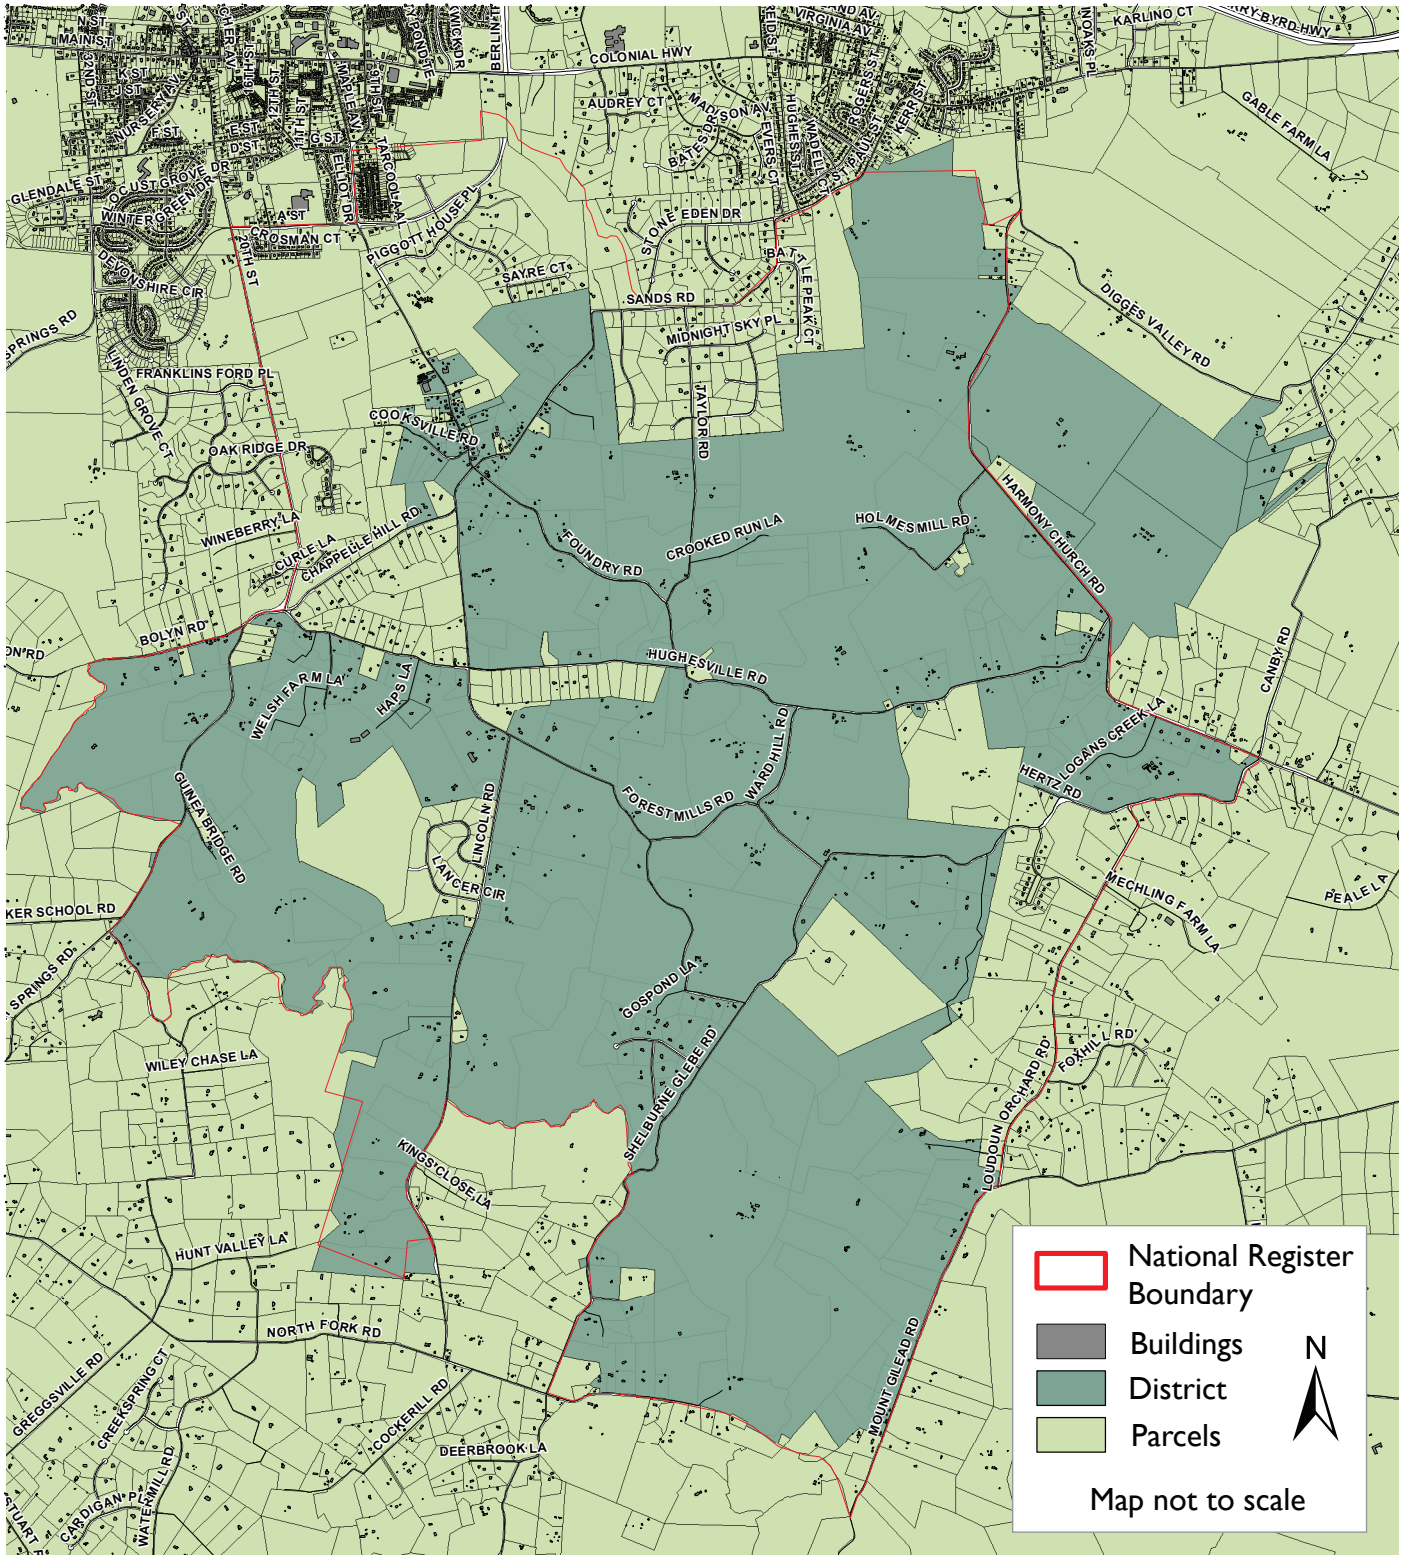 N ST
MAIN ST
32ND ST
K ST
J ST
NURSERY AV
F ST
E ST
D ST
12TH ST
11TH ST
G ST
MAPLE AV
9TH ST
ELLIOT DR
TARCOOLA AL
BERLIN
COLONIAL HWY
VIRGINIA AV
ROGERS ST
KERR ST
ST PAUL ST
HUGHES ST
WADELL CT
EVERS CT
MADISON AV
BATES DR
AUDREY CT
KARLINO CT
RRY BYRD HWY
NOAKS PL
GABLE FARM LA
GLENDALE ST
LOCUST GROVE DR
WINTERGREEN DR
A ST
CROSMAN CT
20TH ST
PIGGOTT HOUSE PL
DEVONSHIRE CIR
SAYRE CT
STONE EDEN DR
BATTLE PEAK CT
SANDS RD
MIDNIGHT SKY PL
DIGGES VALLEY RD
SPRINGS RD
LINDEN GROVE CT
FRANKLINS FORD PL
COOKSVILLE RD
TAYLOR RD
OAK RIDGE DR
WINEBERRY LA
CURLE LA
CHAPPELLE HILL RD
FOUNDRY RD
CROOKED RUN LA
HOLMES MILL RD
HARMONY CHURCH RD
BOLYN RD
ON RD
HUGHESVILLE RD
CANBY RD
WELSH FARM LA
HAPS LA
GUINEA BRIDGE RD
LINCOLN RD
LANCER CIR
FOREST MILLS RD
WARD HILL RD
LOGANS CREEK LA
HERTZ RD
MECHLING FARM LA
PEALE LA
KER SCHOOL RD
SPRINGS RD
GOSPOND LA
WILEY CHASE LA
SHELBURNE GLEBE RD
LOUDOUN ORCHARD RD
FOXHILL RD
KINGS CLOSE LA
HUNT VALLEY LA
NORTH FORK RD
GREGGSVILLE RD
CREEKSPRING CT
COCKERILL RD
DEERBROOK LA
CARDIGAN P
WATERMILL RD
STUART R
MOUNT GILEAD RD
National Register
Boundary
Buildings
District
Parcels
N
Map not to scale